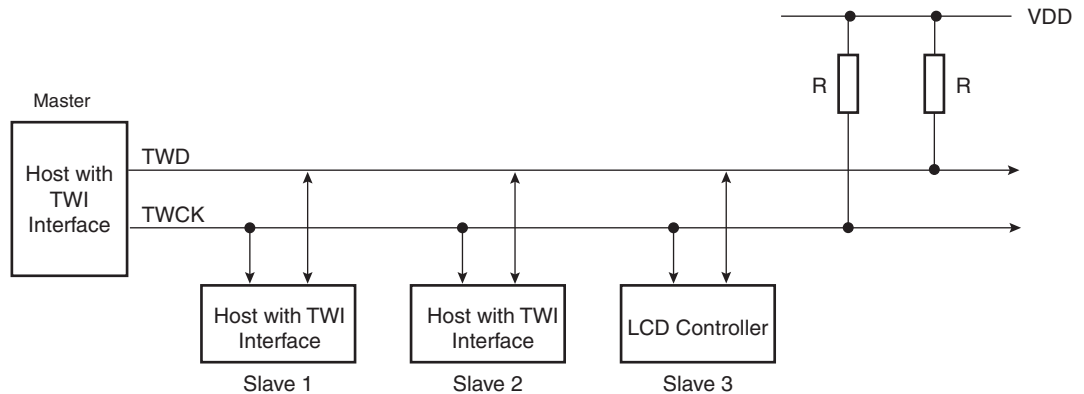 VDD
R
R
Master
Host with
TWI
Interface
TWD
TWCK
Host with TWI
Interface
Slave 1
Host with TWI
Interface
Slave 2
LCD Controller
Slave 3